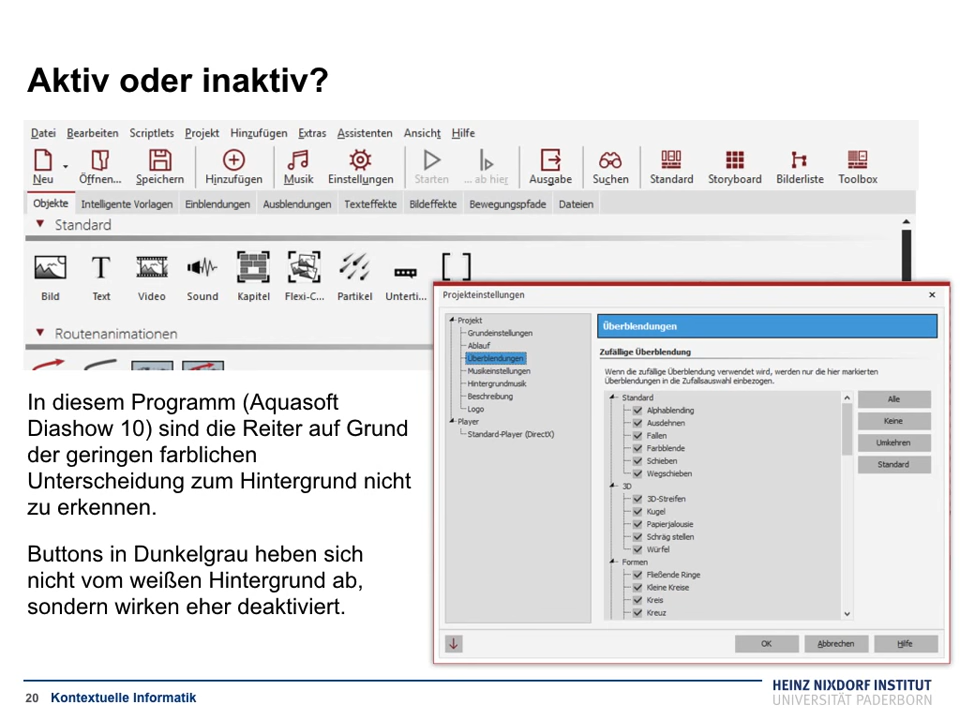 Aktiv oder inaktiv?
Datei Bearbeiten Scriptlets Projekt Hinzufügen Extras Assistenten Ansicht Hilfe
Neu Öffnen... Speichern Hinzufügen Musik Einstellungen Starten ... ab hier Ausgabe Suchen Standard Storyboard Bilderliste Toolbox
Objekte Intelligente Vorlagen Einblendungen Ausblendungen Texteffekte Bildeffekte Bewegungspfade Dateien
Standard
Bild Text Video Sound Kapitel Flexi-C... Partikel Unterti...
Routenanimationen
Projekteinstellungen
Projekt
Grundeinstellungen
Ablauf
Überblendungen
Musikeinstellungen
Hintergrundmusik
Beschreibung
Logo
Player
Standard-Player (DirectX)
Überblendungen
Zufällige Überblendung
Wenn die zufällige Überblendung verwendet wird, werden nur die hier markierten
Überblendungen in die Zufallsauswahl einbezogen.
Standard
Alphablending
Ausdehnen
Fallen
Farbblende
Schieben
Wegschieben
3D
3D-Streifen
Kugel
Papierjalousie
Schräg stellen
Würfel
Formen
Fließende Ringe
Kleine Kreise
Kreis
Kreuz
Alle
Keine
Umkehren
Standard
OK Abbrechen Hilfe
In diesem Programm (Aquasoft
Diashow 10) sind die Reiter auf Grund
der geringen farblichen
Unterscheidung zum Hintergrund nicht
zu erkennen.
Buttons in Dunkelgrau heben sich
nicht vom weißen Hintergrund ab,
sondern wirken eher deaktiviert.
20 Kontextuelle Informatik
HEINZ NIXDORF INSTITUT
UNIVERSITÄT PADERBORN